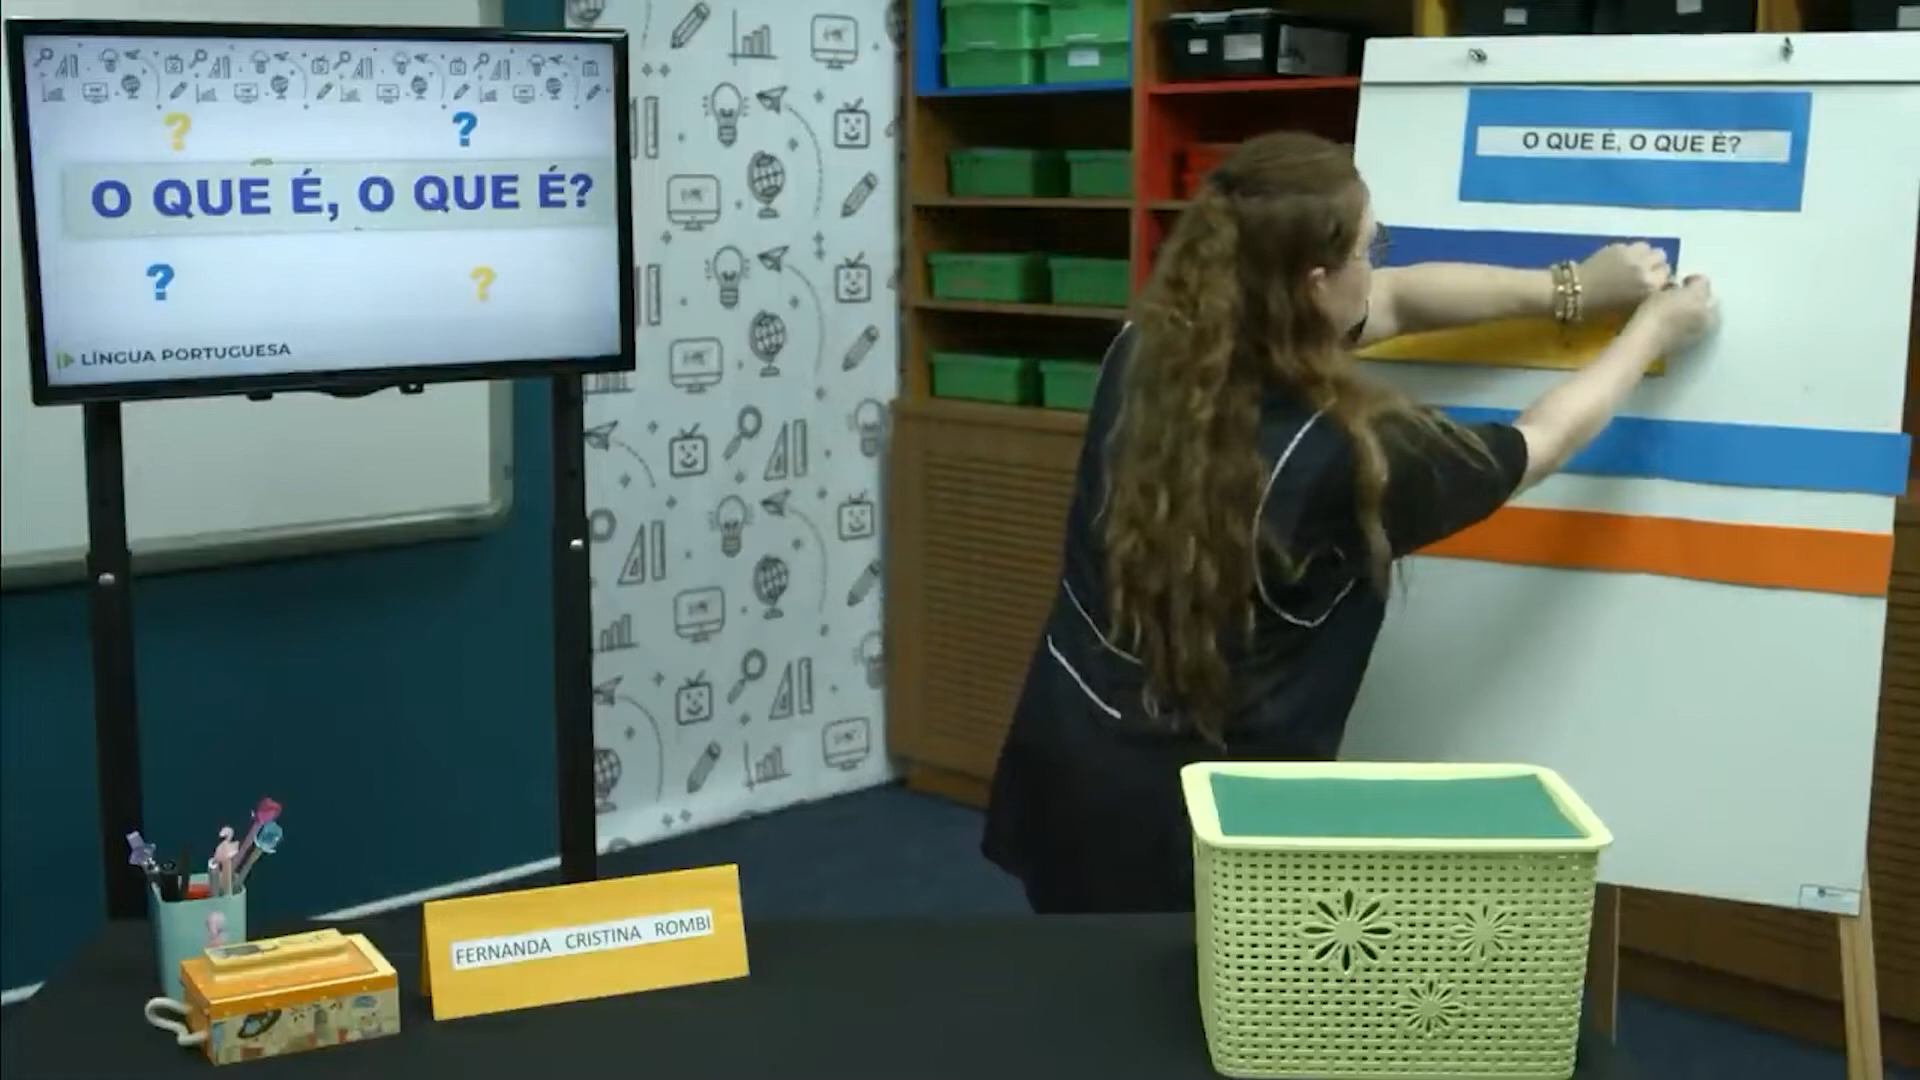 O QUE É, O QUE É?
LÍNGUA PORTUGUESA
O QUE É, O QUE É?
FERNANDA CRISTINA ROMBI